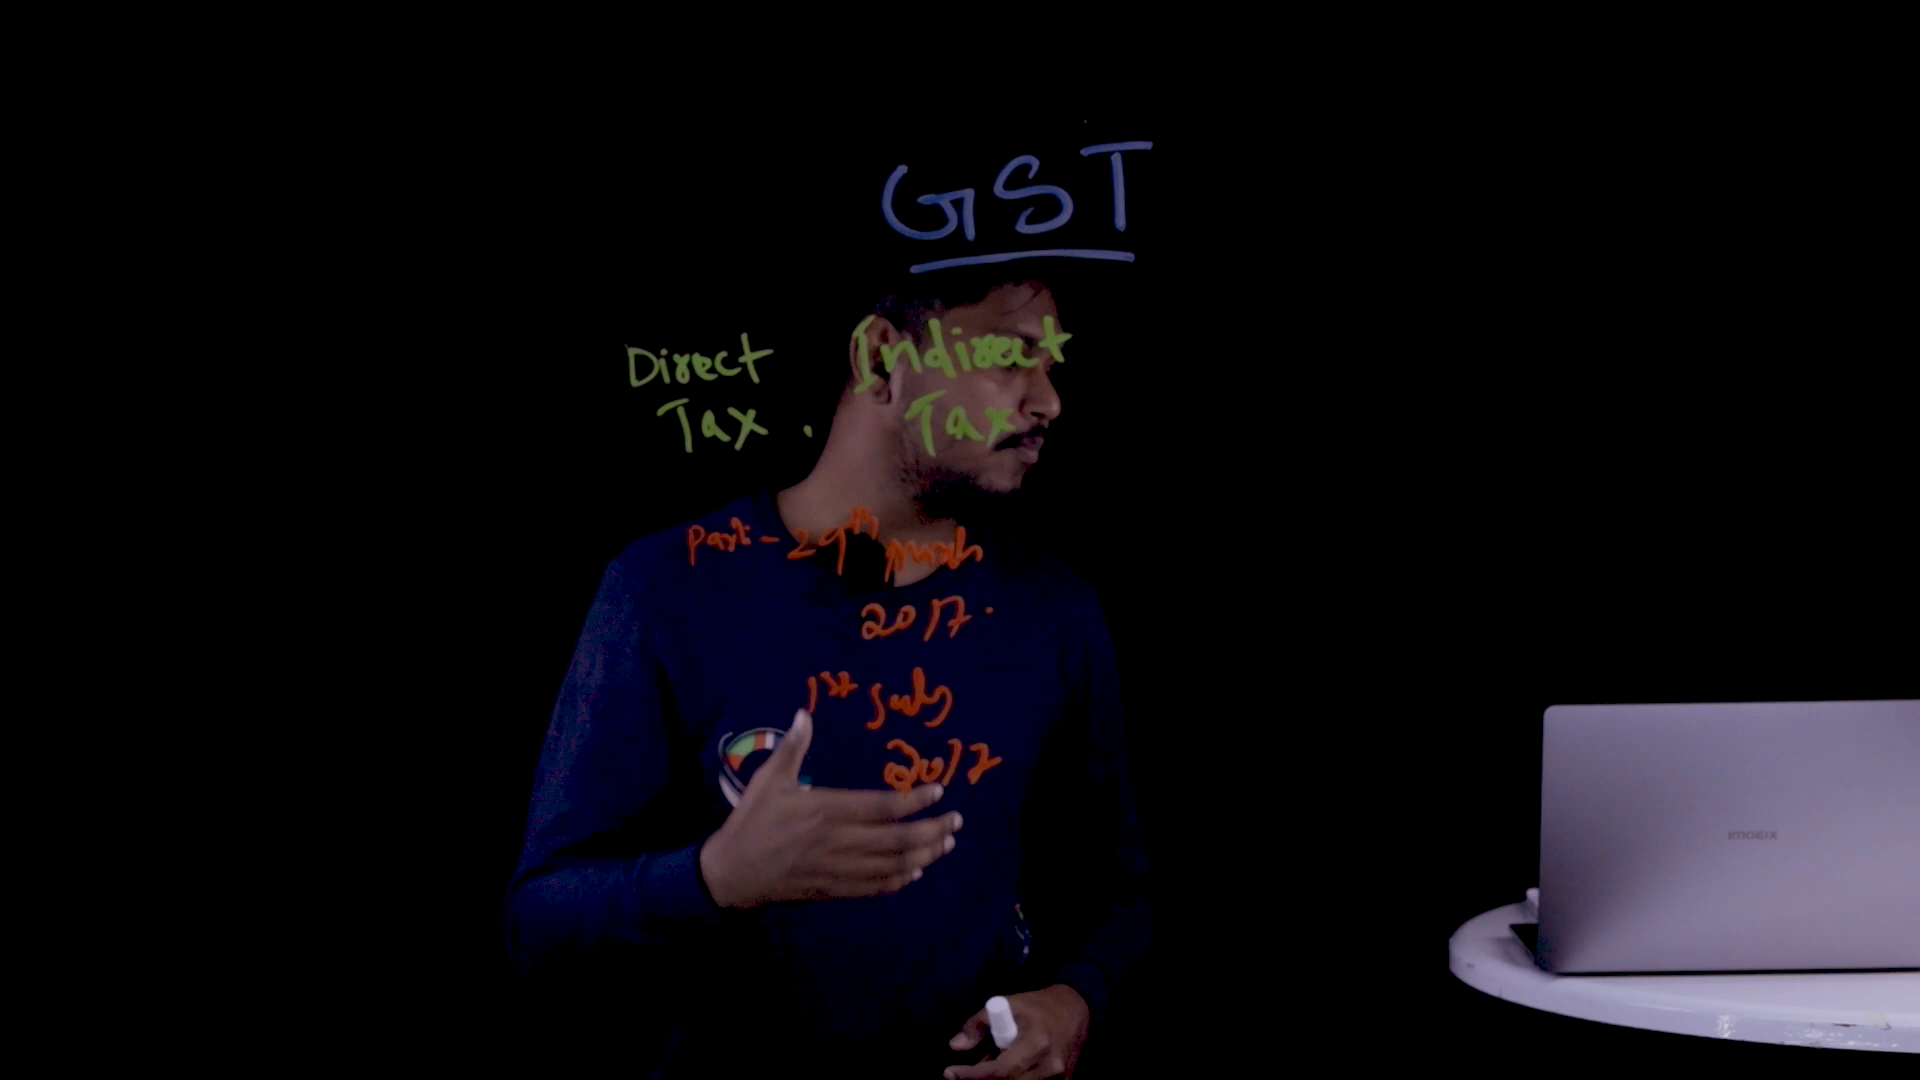 GST
Direct Indirect
Tax . Tax
Parl: - 29th march
2017.
1st July
2017